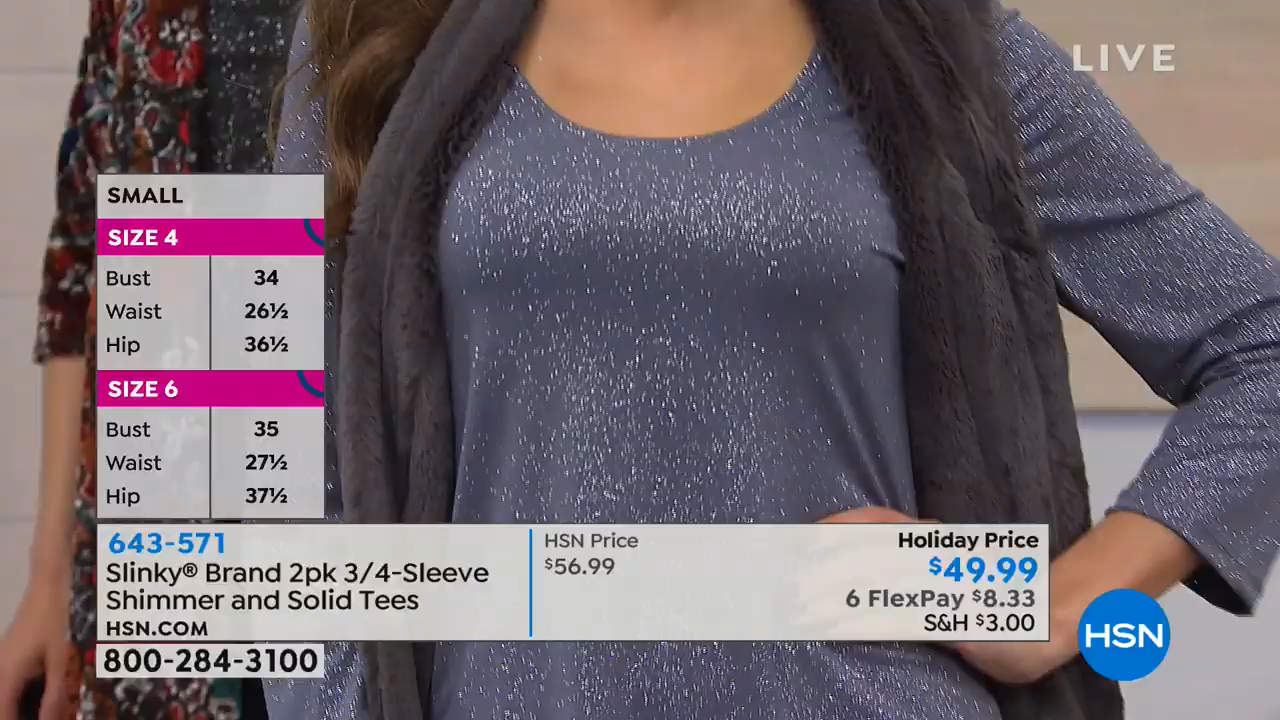 LIVE
SMALL
SIZE 4
Bust 34
Waist 26½
Hip 36½
SIZE 6
Bust 35
Waist 27½
Hip 37½
643-571
Slinky® Brand 2pk 3/4-Sleeve
Shimmer and Solid Tees
HSN.COM
HSN Price
$56.99
Holiday Price
$49.99
6 FlexPay $8.33
S&H $3.00
800-284-3100
HSN